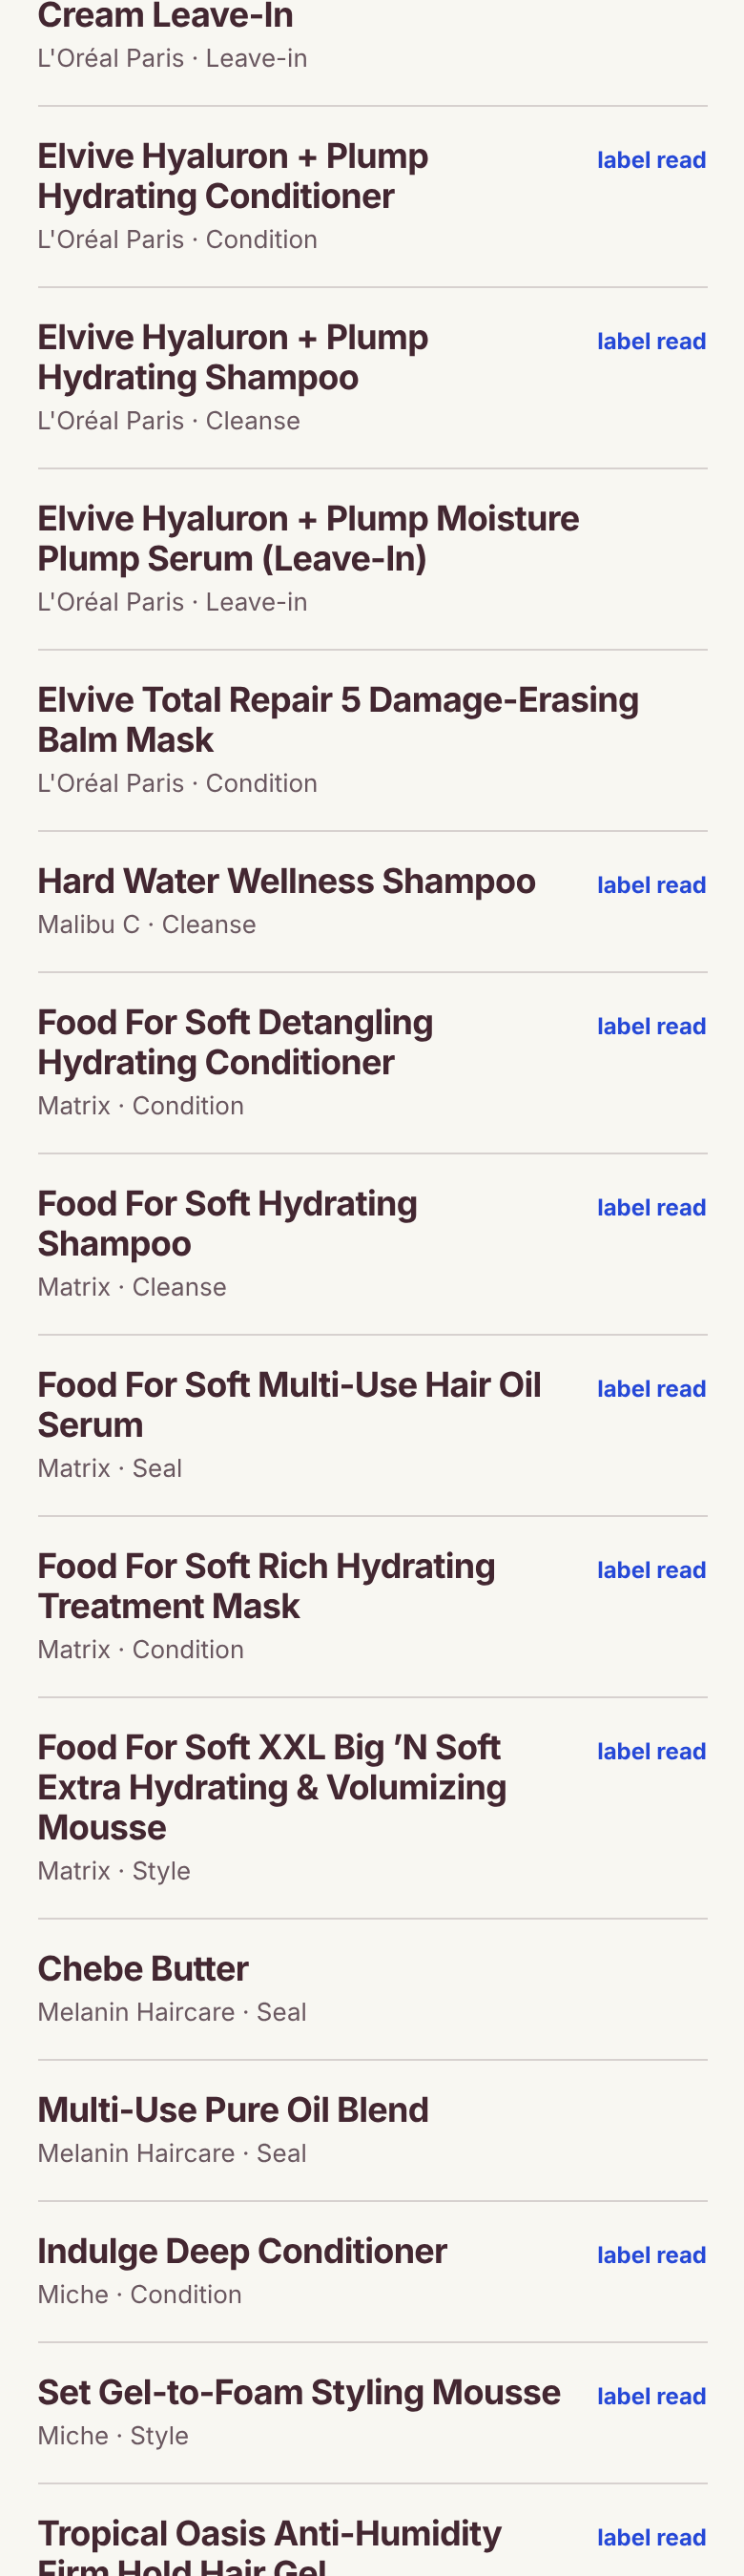 Cream Leave-In
L'Oréal Paris · Leave-in
Elvive Hyaluron + Plump
Hydrating Conditioner
label read
L'Oréal Paris · Condition
Elvive Hyaluron + Plump
Hydrating Shampoo
label read
L'Oréal Paris · Cleanse
Elvive Hyaluron + Plump Moisture
Plump Serum (Leave-In)
L'Oréal Paris · Leave-in
Elvive Total Repair 5 Damage-Erasing
Balm Mask
L'Oréal Paris · Condition
Hard Water Wellness Shampoo
label read
Malibu C · Cleanse
Food For Soft Detangling
Hydrating Conditioner
label read
Matrix · Condition
Food For Soft Hydrating
Shampoo
label read
Matrix · Cleanse
Food For Soft Multi-Use Hair Oil
Serum
label read
Matrix · Seal
Food For Soft Rich Hydrating
Treatment Mask
label read
Matrix · Condition
Food For Soft XXL Big ’N Soft
Extra Hydrating & Volumizing
Mousse
label read
Matrix · Style
Chebe Butter
Melanin Haircare · Seal
Multi-Use Pure Oil Blend
Melanin Haircare · Seal
Indulge Deep Conditioner
label read
Miche · Condition
Set Gel-to-Foam Styling Mousse
label read
Miche · Style
Tropical Oasis Anti-Humidity
Firm Hold Hair Gel
label read